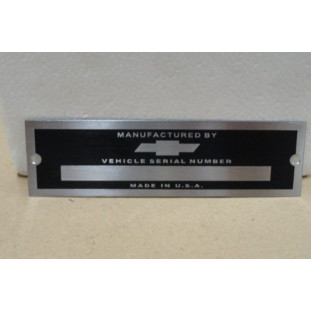 MANUFACTURED BY
VEHICLE SERIAL NUMBER
MADE IN U.S.A.